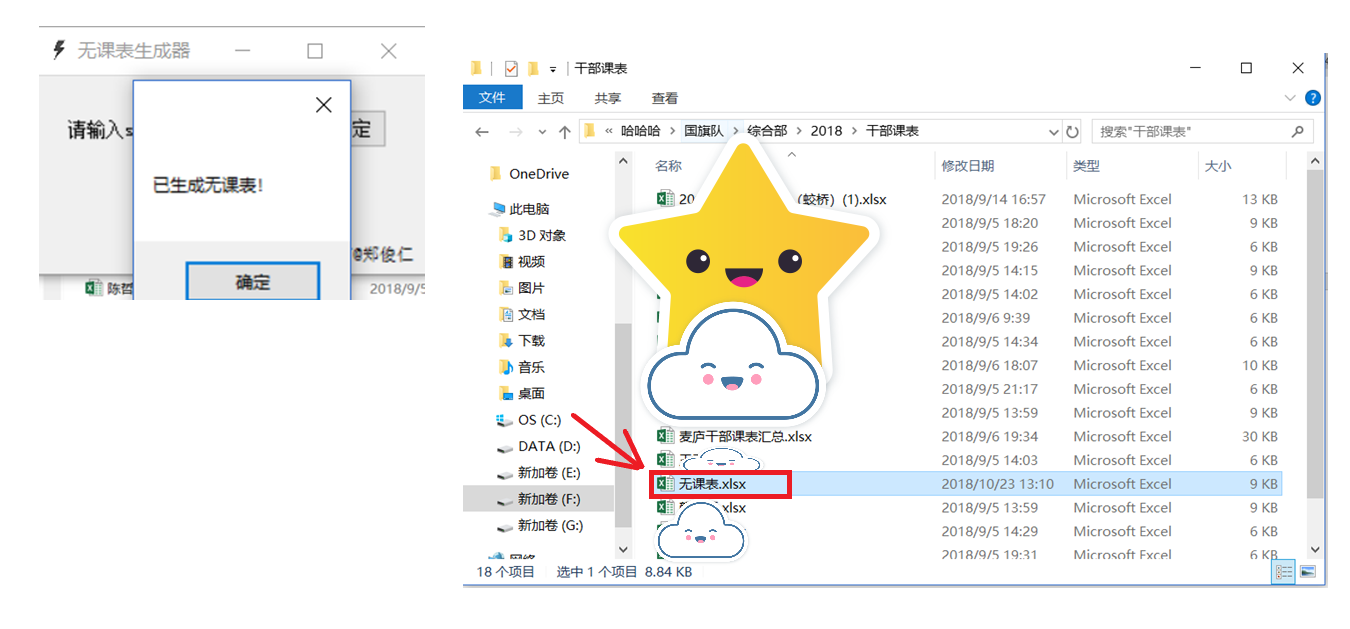 无课表生成器
请输入s
定
已生成无课表!
确定
@郑俊仁
陈哲
2018/9/5
干部课表
文件 主页 共享 查看
« 哈哈哈 > 国旗队 > 综合部 > 2018 > 干部课表
搜索"干部课表"
名称 修改日期 类型 大小
OneDrive
此电脑
3D 对象
视频
图片
文档
下载
音乐
桌面
OS (C:)
DATA (D:)
新加卷 (E:)
新加卷 (F:)
新加卷 (G:)
网络
20 (蛟桥) (1).xlsx 2018/9/14 16:57 Microsoft Excel 13 KB
2018/9/5 18:20 Microsoft Excel 9 KB
2018/9/5 19:26 Microsoft Excel 6 KB
2018/9/5 14:15 Microsoft Excel 9 KB
2018/9/5 14:02 Microsoft Excel 6 KB
2018/9/6 9:39 Microsoft Excel 6 KB
2018/9/5 14:34 Microsoft Excel 6 KB
2018/9/6 18:07 Microsoft Excel 10 KB
2018/9/5 21:17 Microsoft Excel 6 KB
2018/9/5 13:59 Microsoft Excel 9 KB
麦庐干部课表汇总.xlsx 2018/9/6 19:34 Microsoft Excel 30 KB
2018/9/5 14:03 Microsoft Excel 6 KB
无课表.xlsx 2018/10/23 13:10 Microsoft Excel 9 KB
xlsx 2018/9/5 13:59 Microsoft Excel 9 KB
2018/9/5 14:29 Microsoft Excel 6 KB
2018/9/5 19:31 Microsoft Excel 6 KB
18 个项目 选中 1 个项目 8.84 KB